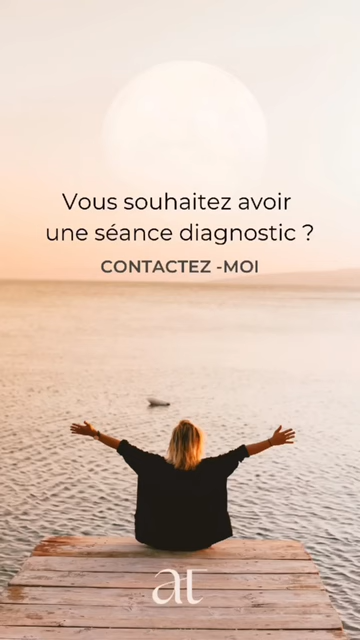 Vous souhaitez avoir
une séance diagnostic ?
CONTACTEZ -MOI
at